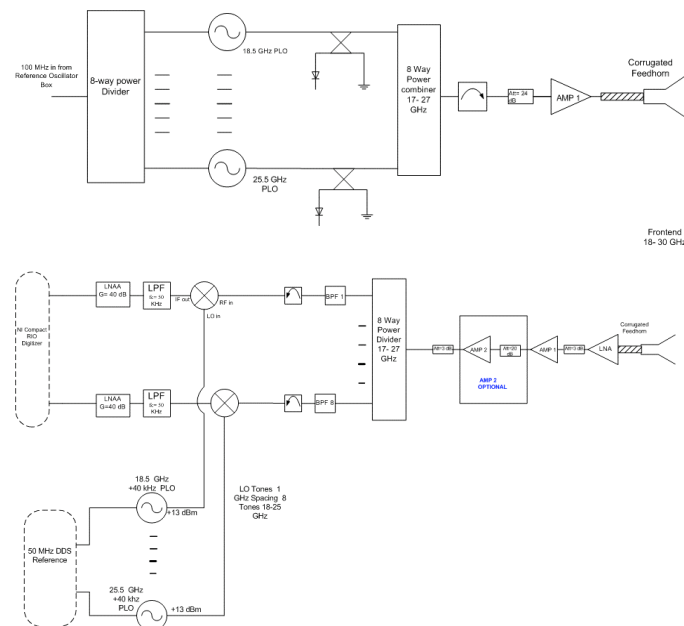 100 MHz in from
Reference Oscillator
Box
8-way power
Divider
18.5 GHz PLO
25.5 GHz
PLO
8 Way
Power
combiner
17- 27
GHz
At= 24
dB
AMP 1
Corrugated
Feedhorn
Frontend
18- 30 GHz
NI Compact
RIO
Digitizer
LNAA
G= 40 dB
LPF
fc= 50
KHz
IF out
RF in
LO in
BPF 1
8 Way
Power
Divider
17- 27
GHz
At=3 dB
AMP 2
At=20
dB
AMP 1
At=3 dB
LNA
Corrugated
Feedhorn
AMP 2
OPTIONAL
LNAA
G=40 dB
LPF
fc= 50
KHz
BPF 8
18.5 GHz
+40 kHz PLO
+13 dBm
LO Tones 1
GHz Spacing 8
Tones 18-25
GHz
50 MHz DDS
Reference
25.5 GHz
+40 khz
PLO
+13 dBm